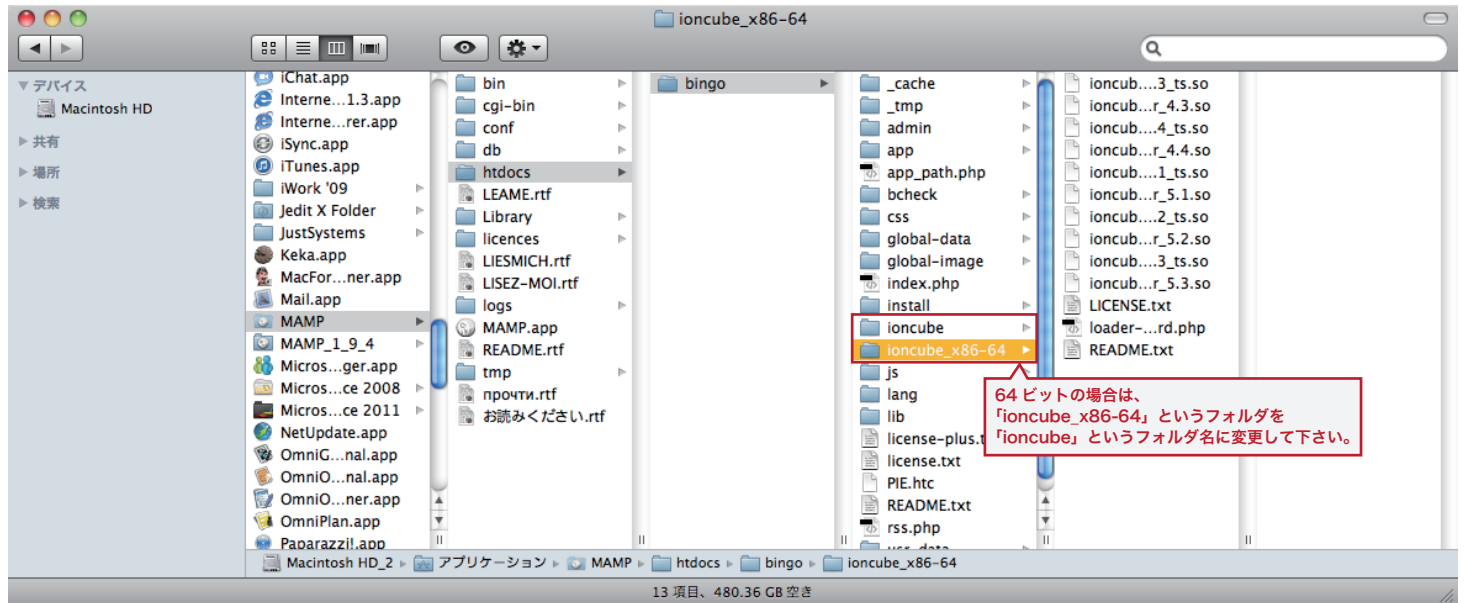 ioncube_x86-64
デバイス
Macintosh HD
共有
場所
検索
iChat.app
Interne...1.3.app
Interne...rer.app
iSync.app
iTunes.app
iWork '09
Jedit X Folder
JustSystems
Keka.app
MacFor...ner.app
Mail.app
MAMP
MAMP_1_9_4
Micros...ger.app
Micros...ce 2008
Micros...ce 2011
NetUpdate.app
OmniG...nal.app
OmniO...nal.app
OmniO...ner.app
OmniPlan.app
Paparazzi!.app
bin
cgi-bin
conf
db
htdocs
LEAME.rtf
Library
licences
LIESMICH.rtf
LISEZ-MOI.rtf
logs
MAMP.app
README.rtf
tmp
прочти.rtf
お読みください.rtf
bingo
_cache
_tmp
admin
app
app_path.php
bcheck
css
global-data
global-image
index.php
install
ioncube
ioncube_x86-64
js
lang
lib
license-plus.t
license.txt
PIE.htc
README.txt
rss.php
usr_data
ioncub....3_ts.so
ioncub...r_4.3.so
ioncub....4_ts.so
ioncub...r_4.4.so
ioncub....1_ts.so
ioncub...r_5.1.so
ioncub....2_ts.so
ioncub...r_5.2.so
ioncub....3_ts.so
ioncub...r_5.3.so
LICENSE.txt
loader-...rd.php
README.txt
64 ビットの場合は、
「ioncube_x86-64」というフォルダを
「ioncube」というフォルダ名に変更して下さい。
Macintosh HD_2 ▸ アプリケーション ▸ MAMP ▸ htdocs ▸ bingo ▸ ioncube_x86-64
13 項目、480.36 GB 空き